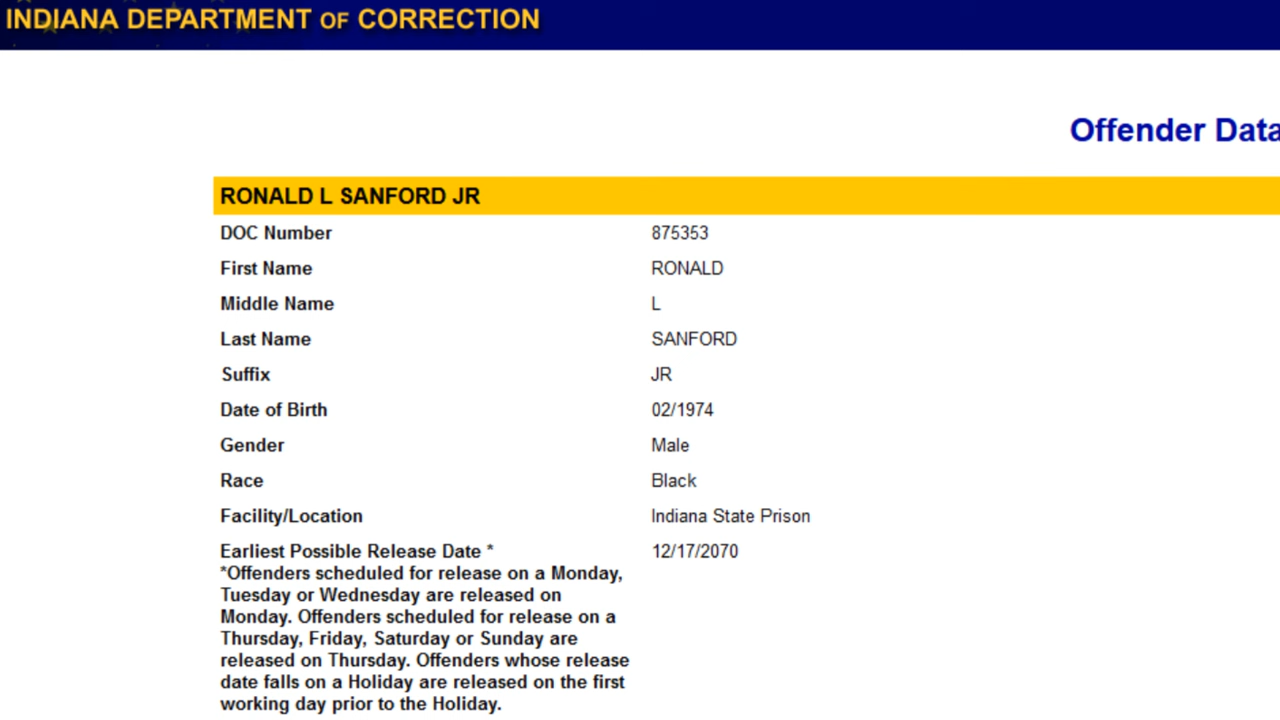 INDIANA DEPARTMENT OF CORRECTION
Offender Data
RONALD L SANFORD JR
DOC Number 875353
First Name RONALD
Middle Name L
Last Name SANFORD
Suffix JR
Date of Birth 02/1974
Gender Male
Race Black
Facility/Location Indiana State Prison
Earliest Possible Release Date * 12/17/2070
*Offenders scheduled for release on a Monday,
Tuesday or Wednesday are released on
Monday. Offenders scheduled for release on a
Thursday, Friday, Saturday or Sunday are
released on Thursday. Offenders whose release
date falls on a Holiday are released on the first
working day prior to the Holiday.